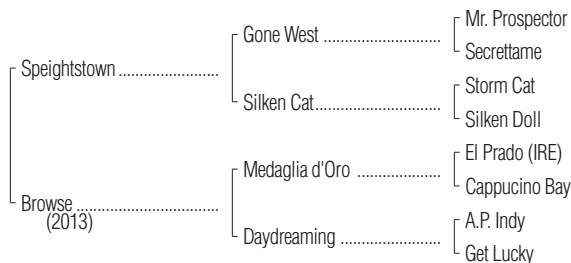 Mr. Prospector
Gone West ..............................
Secrettame
Speightstown .........................
Storm Cat
Silken Cat................................
Silken Doll
El Prado (IRE)
Medaglia d'Oro .....................
Cappucino Bay
Browse ....................................
(2013)
A.P. Indy
Daydreaming .........................
Get Lucky